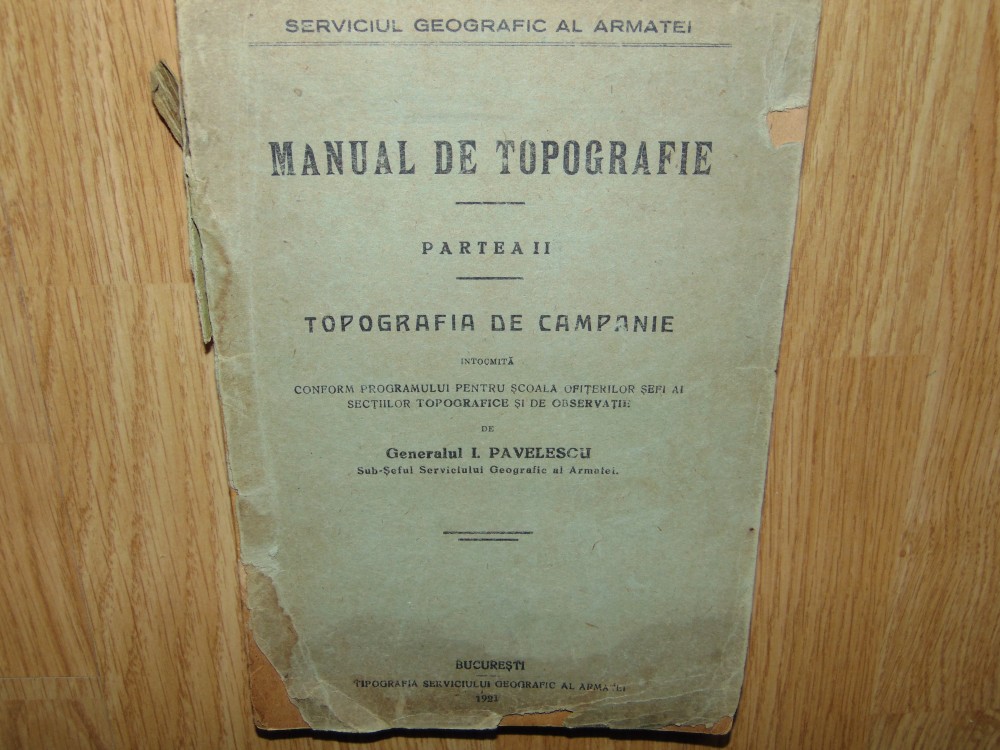 SERVICIUL GEOGRAFIC AL ARMATEI
MANUAL DE TOPOGRAFIE
PARTEA II
TOPOGRAFIA DE CAMPANIE
INTOCMITĂ
CONFORM PROGRAMULUI PENTRU ȘCOALA OFIȚERILOR ȘEFI AI
SECȚIILOR TOPOGRAFICE ȘI DE OBSERVAȚIE
DE
Generalul I. PAVELESCU
Sub-Șeful Serviciului Geografic al Armatei.
BUCUREȘTI
TIPOGRAFIA SERVICIULUI GEOGRAFIC AL ARMATEI
1921